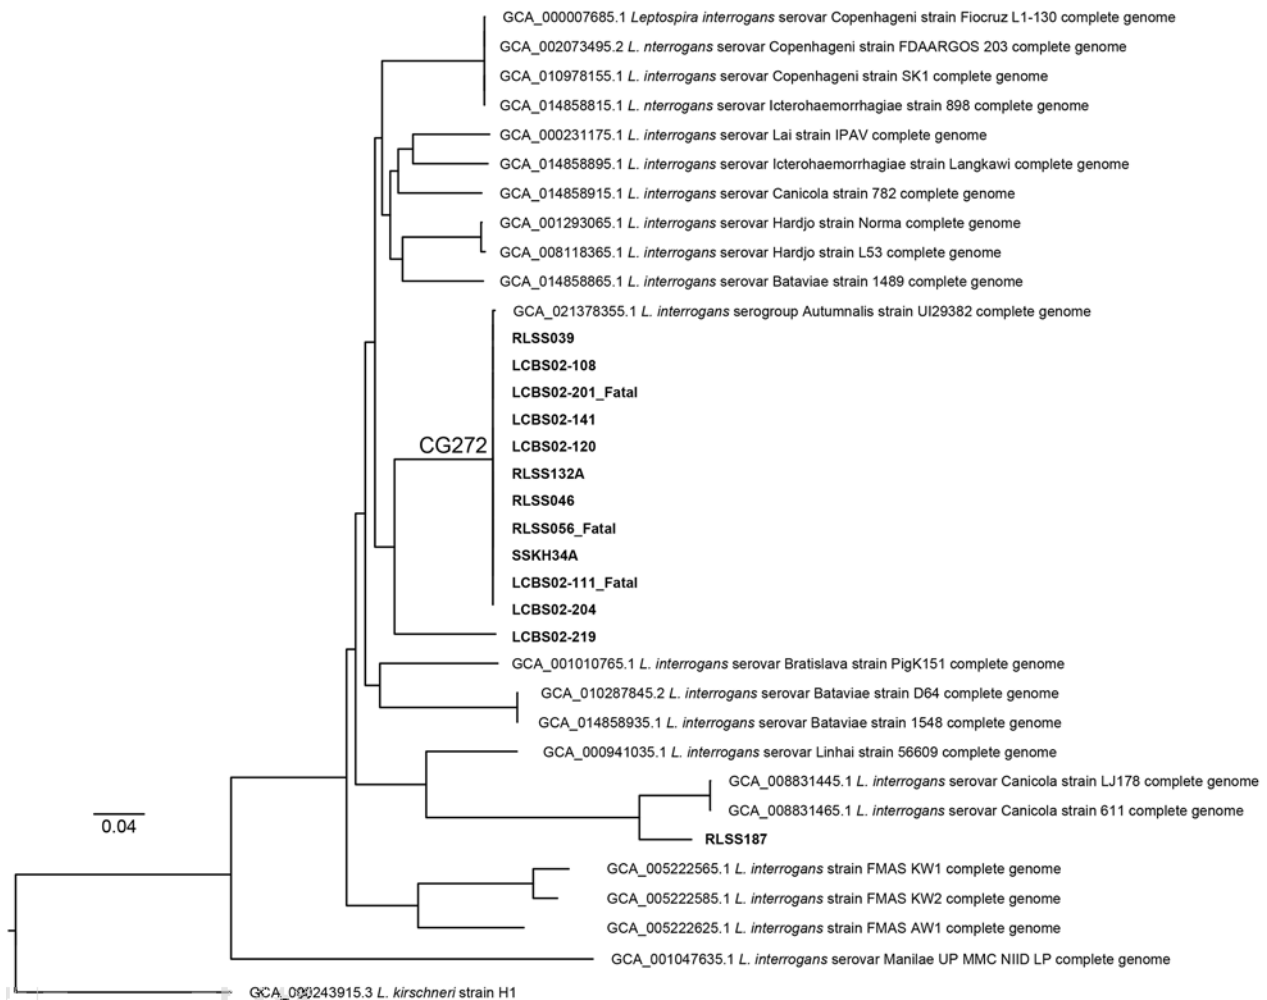 GCA_000007685.1 Leptospira interrogans serovar Copenhageni strain Fiocruz L1-130 complete genome
GCA_002073495.2 L. nterrogans serovar Copenhageni strain FDAARGOS 203 complete genome
GCA_010978155.1 L. interrogans serovar Copenhageni strain SK1 complete genome
GCA_014858815.1 L. nterrogans serovar Icterohaemorrhagiae strain 898 complete genome
GCA_000231175.1 L. interrogans serovar Lai strain IPAV complete genome
GCA_014858895.1 L. interrogans serovar Icterohaemorrhagiae strain Langkawi complete genome
GCA_014858915.1 L. interrogans serovar Canicola strain 782 complete genome
GCA_001293065.1 L. interrogans serovar Hardjo strain Norma complete genome
GCA_008118365.1 L. interrogans serovar Hardjo strain L53 complete genome
GCA_014858865.1 L. interrogans serovar Bataviae strain 1489 complete genome
GCA_021378355.1 L. interrogans serogroup Autumnalis strain UI29382 complete genome
RLSS039
LCBS02-108
LCBS02-201_Fatal
LCBS02-141
CG272
LCBS02-120
RLSS132A
RLSS046
RLSS056_Fatal
SSKH34A
LCBS02-111_Fatal
LCBS02-204
LCBS02-219
GCA_001010765.1 L. interrogans serovar Bratislava strain PigK151 complete genome
GCA_010287845.2 L. interrogans serovar Bataviae strain D64 complete genome
GCA_014858935.1 L. interrogans serovar Bataviae strain 1548 complete genome
GCA_000941035.1 L. interrogans serovar Linhai strain 56609 complete genome
GCA_008831445.1 L. interrogans serovar Canicola strain LJ178 complete genome
GCA_008831465.1 L. interrogans serovar Canicola strain 611 complete genome
0.04
RLSS187
GCA_005222565.1 L. interrogans strain FMAS KW1 complete genome
GCA_005222585.1 L. interrogans strain FMAS KW2 complete genome
GCA_005222625.1 L. interrogans strain FMAS AW1 complete genome
GCA_001047635.1 L. interrogans serovar Manilae UP MMC NIID LP complete genome
GCA_000243915.3 L. kirschneri strain H1